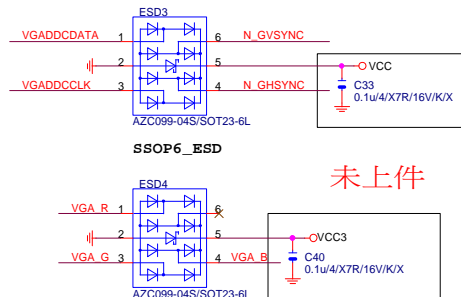 ESD3
VGADDCDATA 1 6 N_GVSYNC
2 5 VCC
VGADDCCLK 3 4 N_GHSYNC
C33
0.1u/4/X7R/16V/K/X
AZC099-04S/SOT23-6L
SSOP6_ESD
未上件
ESD4
VGA_R 1 6
2 5 VCC3
VGA_G 3 4 VGA_B
C40
0.1u/4/X7R/16V/K/X
AZC099-04S/SOT23-6L